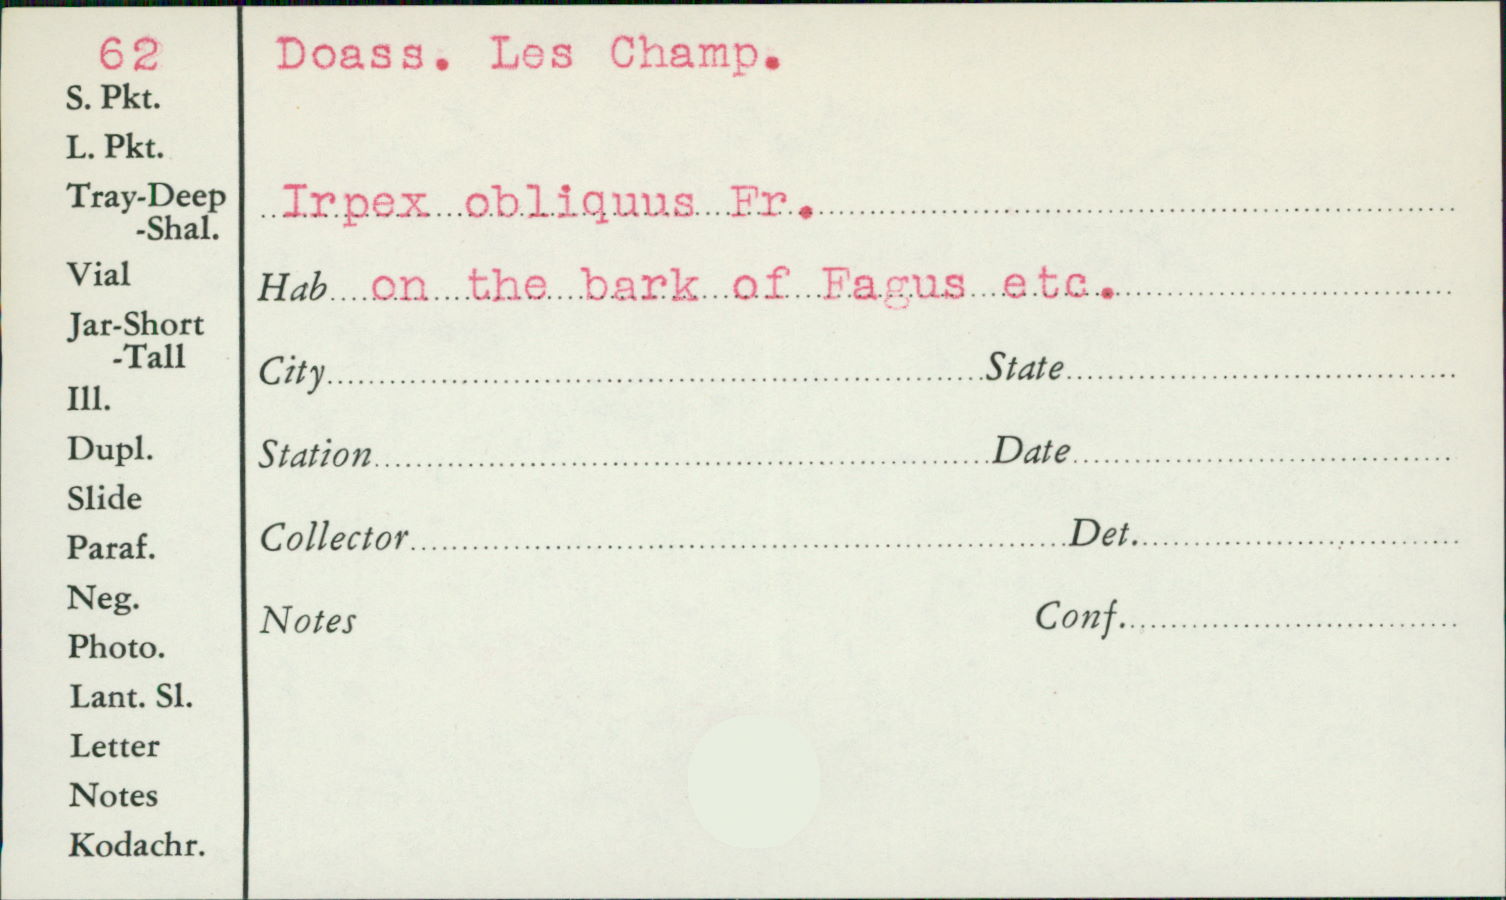 62
S. Pkt.
L. Pkt.
Tray-Deep
-Shal.
Vial
Jar-Short
-Tall
Ill.
Dupl.
Slide
Paraf.
Neg.
Photo.
Lant. Sl.
Letter
Notes
Kodachr.
Doass. Les Champ.
Irpex obliquus Fr.
Hab on the bark of Fagus etc.
City State
Station Date
Collector Det.
Notes Conf.